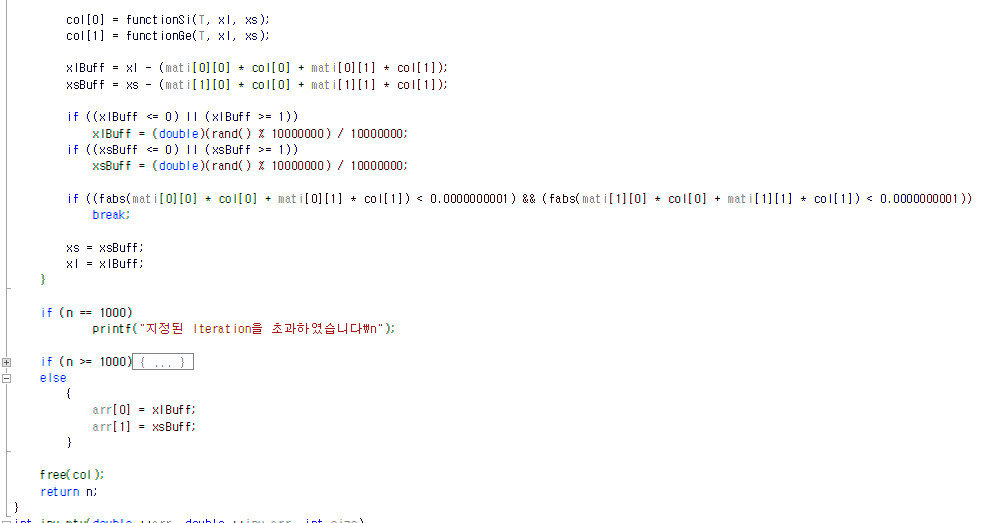 col[0] = functionSi(T, xl, xs);
col[1] = functionGe(T, xl, xs);
xlBuff = xl - (mati[0][0] * col[0] + mati[0][1] * col[1]);
xsBuff = xs - (mati[1][0] * col[0] + mati[1][1] * col[1]);
if ((xlBuff <= 0) || (xlBuff >= 1))
xlBuff = (double)(rand() % 10000000) / 10000000;
if ((xsBuff <= 0) || (xsBuff >= 1))
xsBuff = (double)(rand() % 10000000) / 10000000;
if ((fabs(mati[0][0] * col[0] + mati[0][1] * col[1]) < 0.0000000001) && (fabs(mati[1][0] * col[0] + mati[1][1] * col[1]) < 0.0000000001))
break;
xs = xsBuff;
xl = xlBuff;
}
if (n == 1000)
printf("지정된 Iteration을 초과하였습니다₩n");
if (n >= 1000){ ... }
else
{
arr[0] = xlBuff;
arr[1] = xsBuff;
}
free(col);
return n;
}